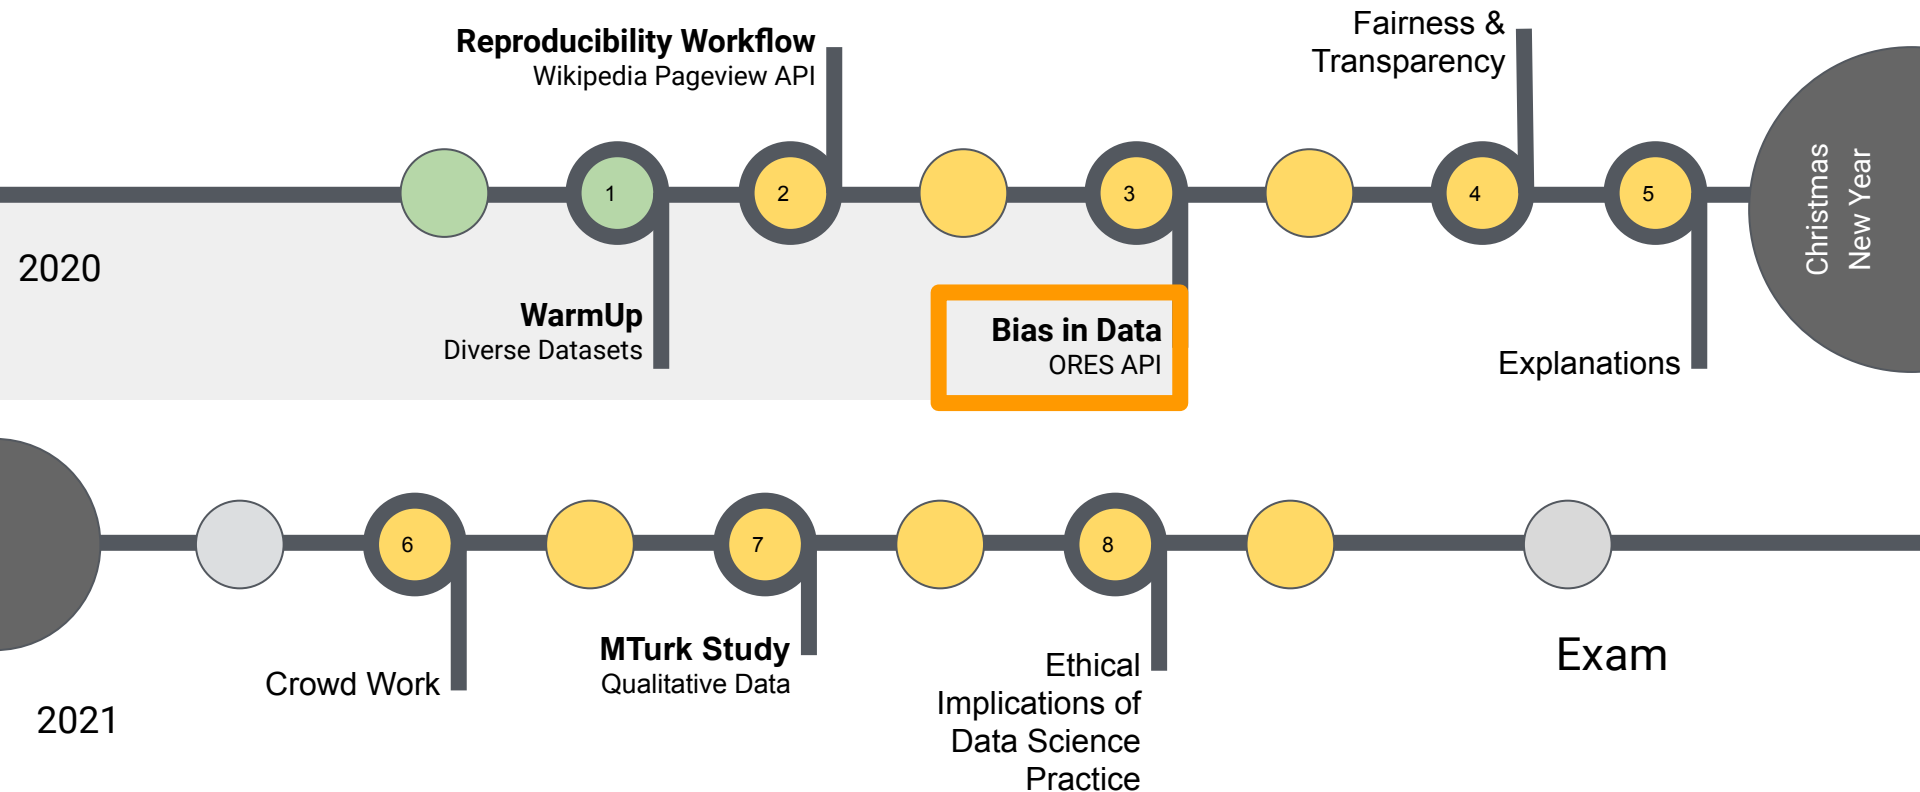 Reproducibility Workflow
Wikipedia Pageview API
Fairness &
Transparency
1
2
3
4
5
Christmas
New Year
2020
WarmUp
Diverse Datasets
Bias in Data
ORES API
Explanations
6
7
8
Crowd Work
MTurk Study
Qualitative Data
Ethical
Implications of
Data Science
Practice
Exam
2021